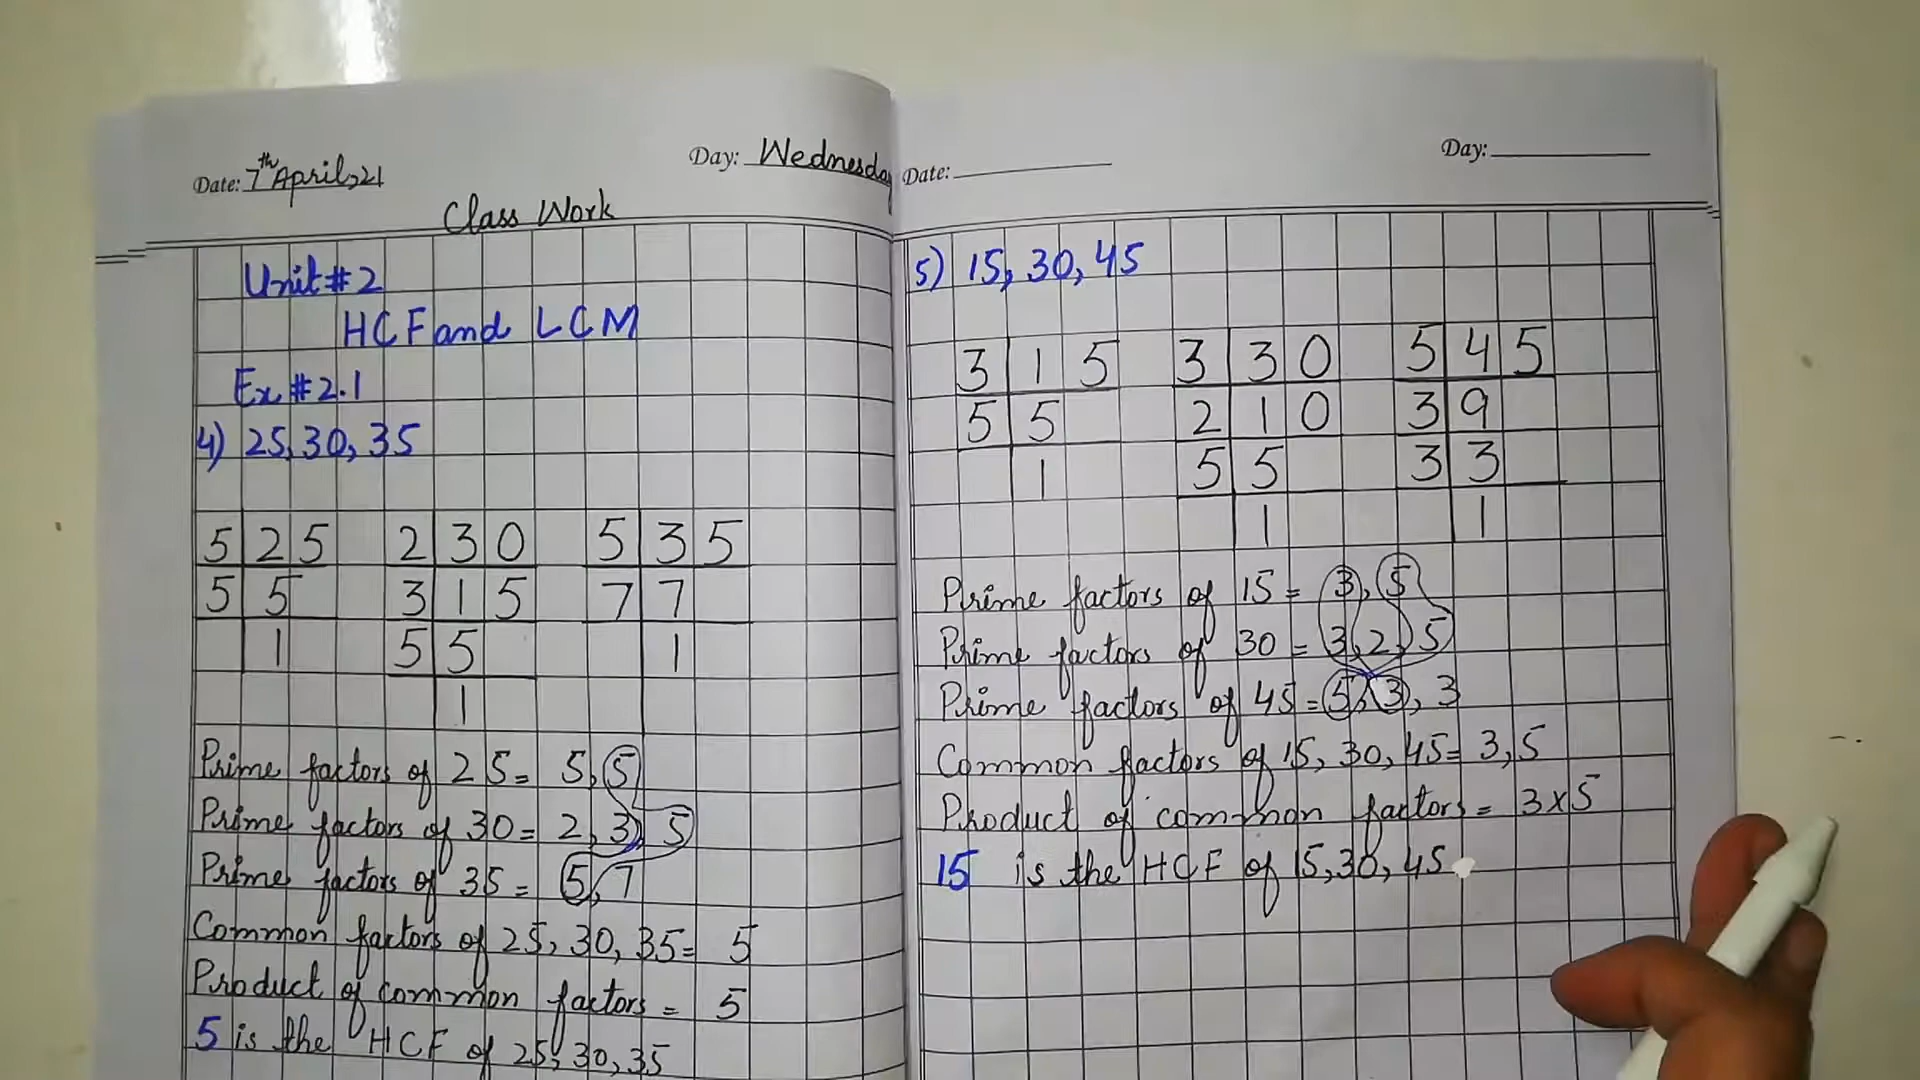 Date: 7th April, 21 Day: Wednesday
Class Work
Unit # 2
HCF and LCM
Ex # 2.1
4) 25, 30, 35
5 25 2 30 5 35
5 5 3 15 7 7
1 5 5 1
1
Prime factors of 25 = 5, 5
Prime factors of 30 = 2, 3, 5
Prime factors of 35 = 5, 7
Common factors of 25, 30, 35 = 5
Product of common factors = 5
5 is the HCF of 25, 30, 35
Date: Day:
5) 15, 30, 45
3 15 3 30 5 45
5 5 2 10 3 9
1 5 5 3 3
1 1
Prime factors of 15 = 3, 5
Prime factors of 30 = 3, 2, 5
Prime factors of 45 = 5, 3, 3
Common factors of 15, 30, 45 = 3, 5
Product of common factors = 3 x 5
15 is the HCF of 15, 30, 45